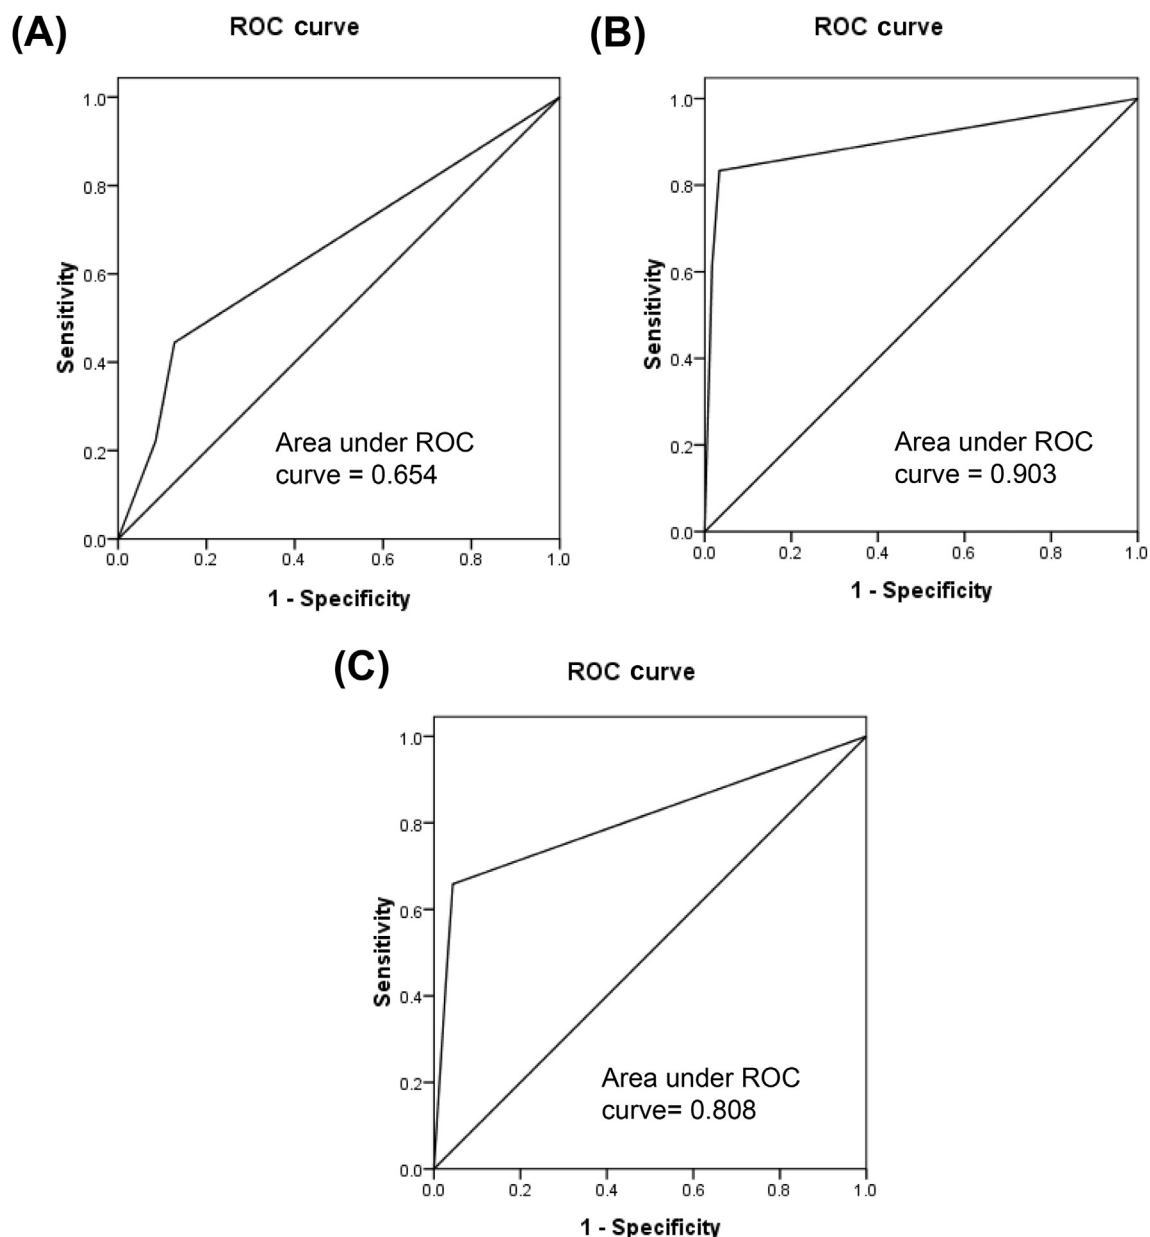 (A)
ROC curve
1.0
0.8
0.6
0.4
0.2
0.0
Sensitivity
Area under ROC
curve = 0.654
0.0 0.2 0.4 0.6 0.8 1.0
1 - Specificity
(B)
ROC curve
1.0
0.8
0.6
0.4
0.2
0.0
Sensitivity
Area under ROC
curve = 0.903
0.0 0.2 0.4 0.6 0.8 1.0
1 - Specificity
(C)
ROC curve
1.0
0.8
0.6
0.4
0.2
0.0
Sensitivity
Area under ROC
curve= 0.808
0.0 0.2 0.4 0.6 0.8 1.0
1 - Specificity